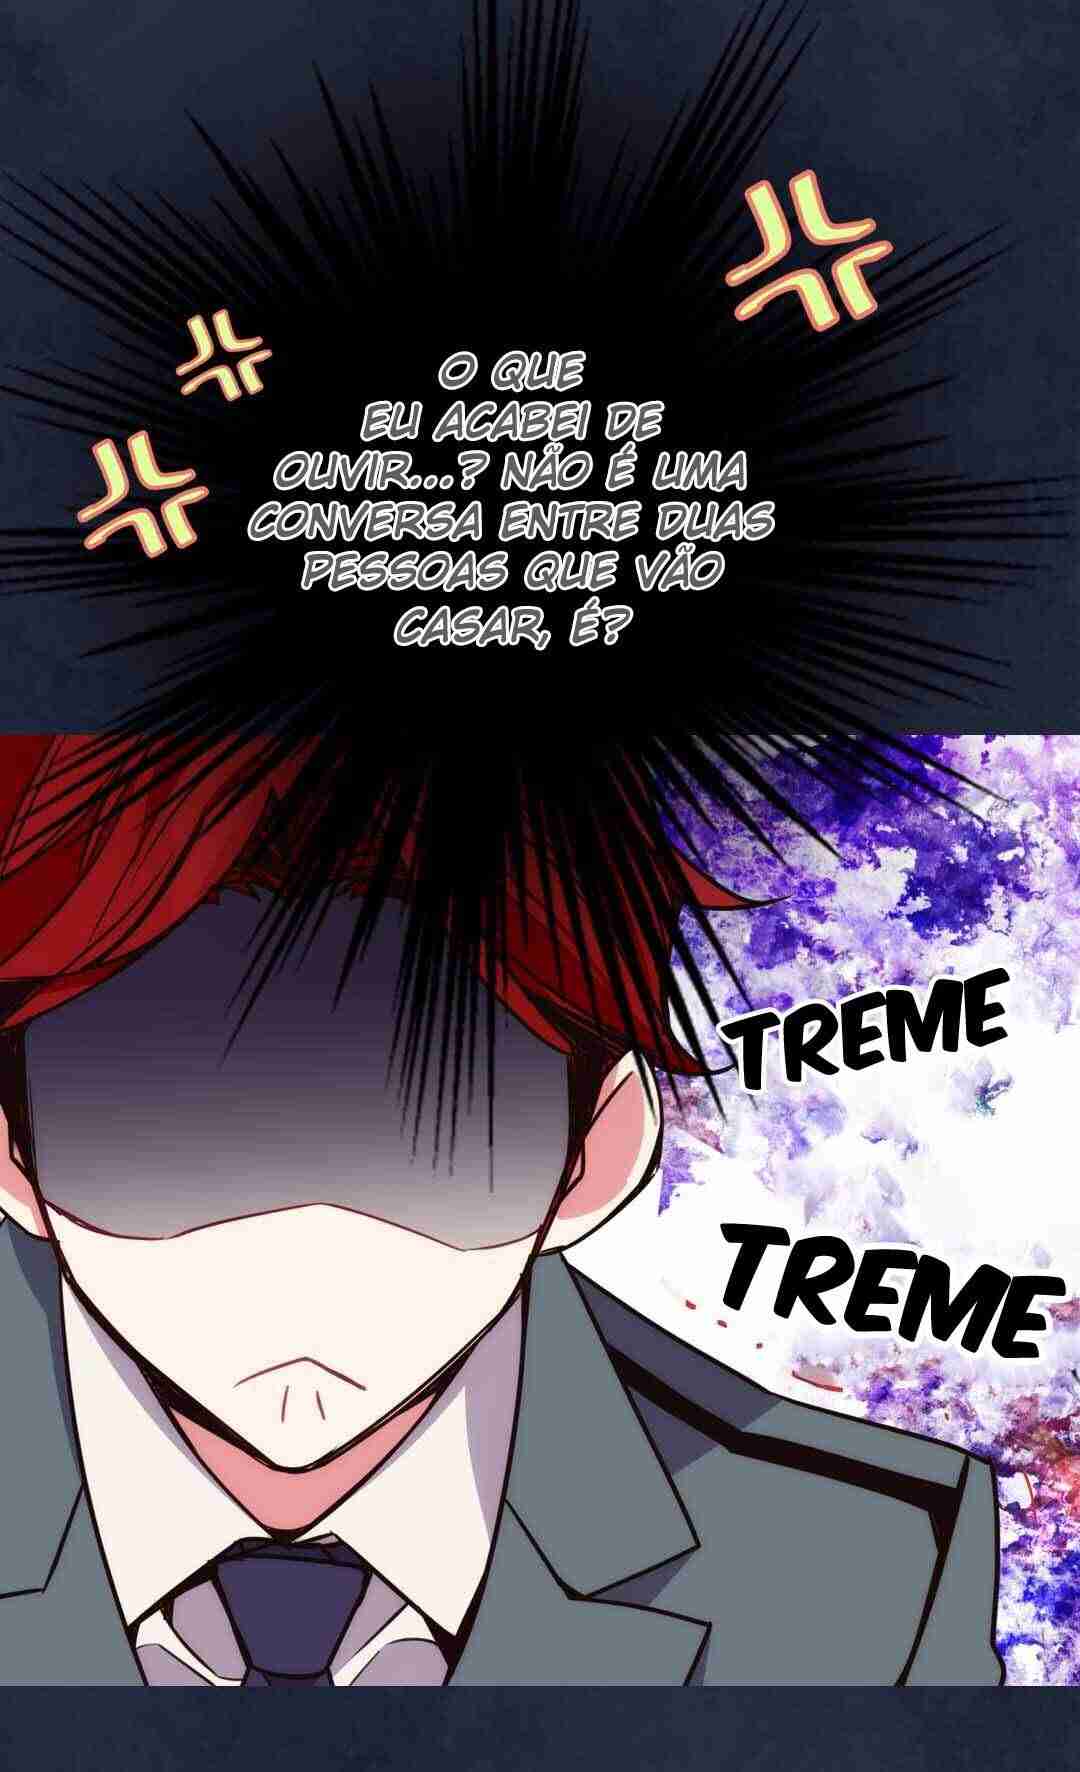 O QUE
EU ACABEI DE
OUVIR...? NÃO É UMA
CONVERSA ENTRE DUAS
PESSOAS QUE VÃO
CASAR, É?
TREME
TREME